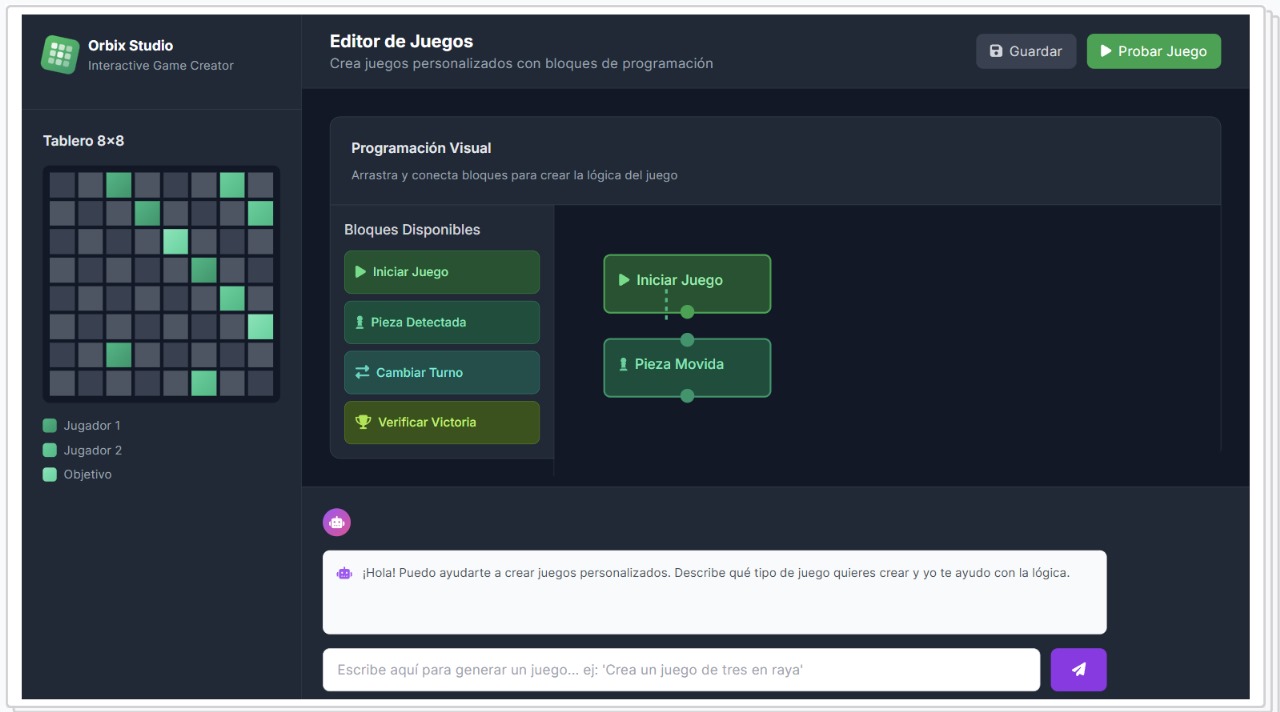 Orbix Studio
Interactive Game Creator
Editor de Juegos
Crea juegos personalizados con bloques de programación
Guardar
Probar Juego
Tablero 8×8
Jugador 1
Jugador 2
Objetivo
Programación Visual
Arrastra y conecta bloques para crear la lógica del juego
Bloques Disponibles
Iniciar Juego
Pieza Detectada
Cambiar Turno
Verificar Victoria
Iniciar Juego
Pieza Movida
¡Hola! Puedo ayudarte a crear juegos personalizados. Describe qué tipo de juego quieres crear y yo te ayudo con la lógica.
Escribe aquí para generar un juego... ej: 'Crea un juego de tres en raya'